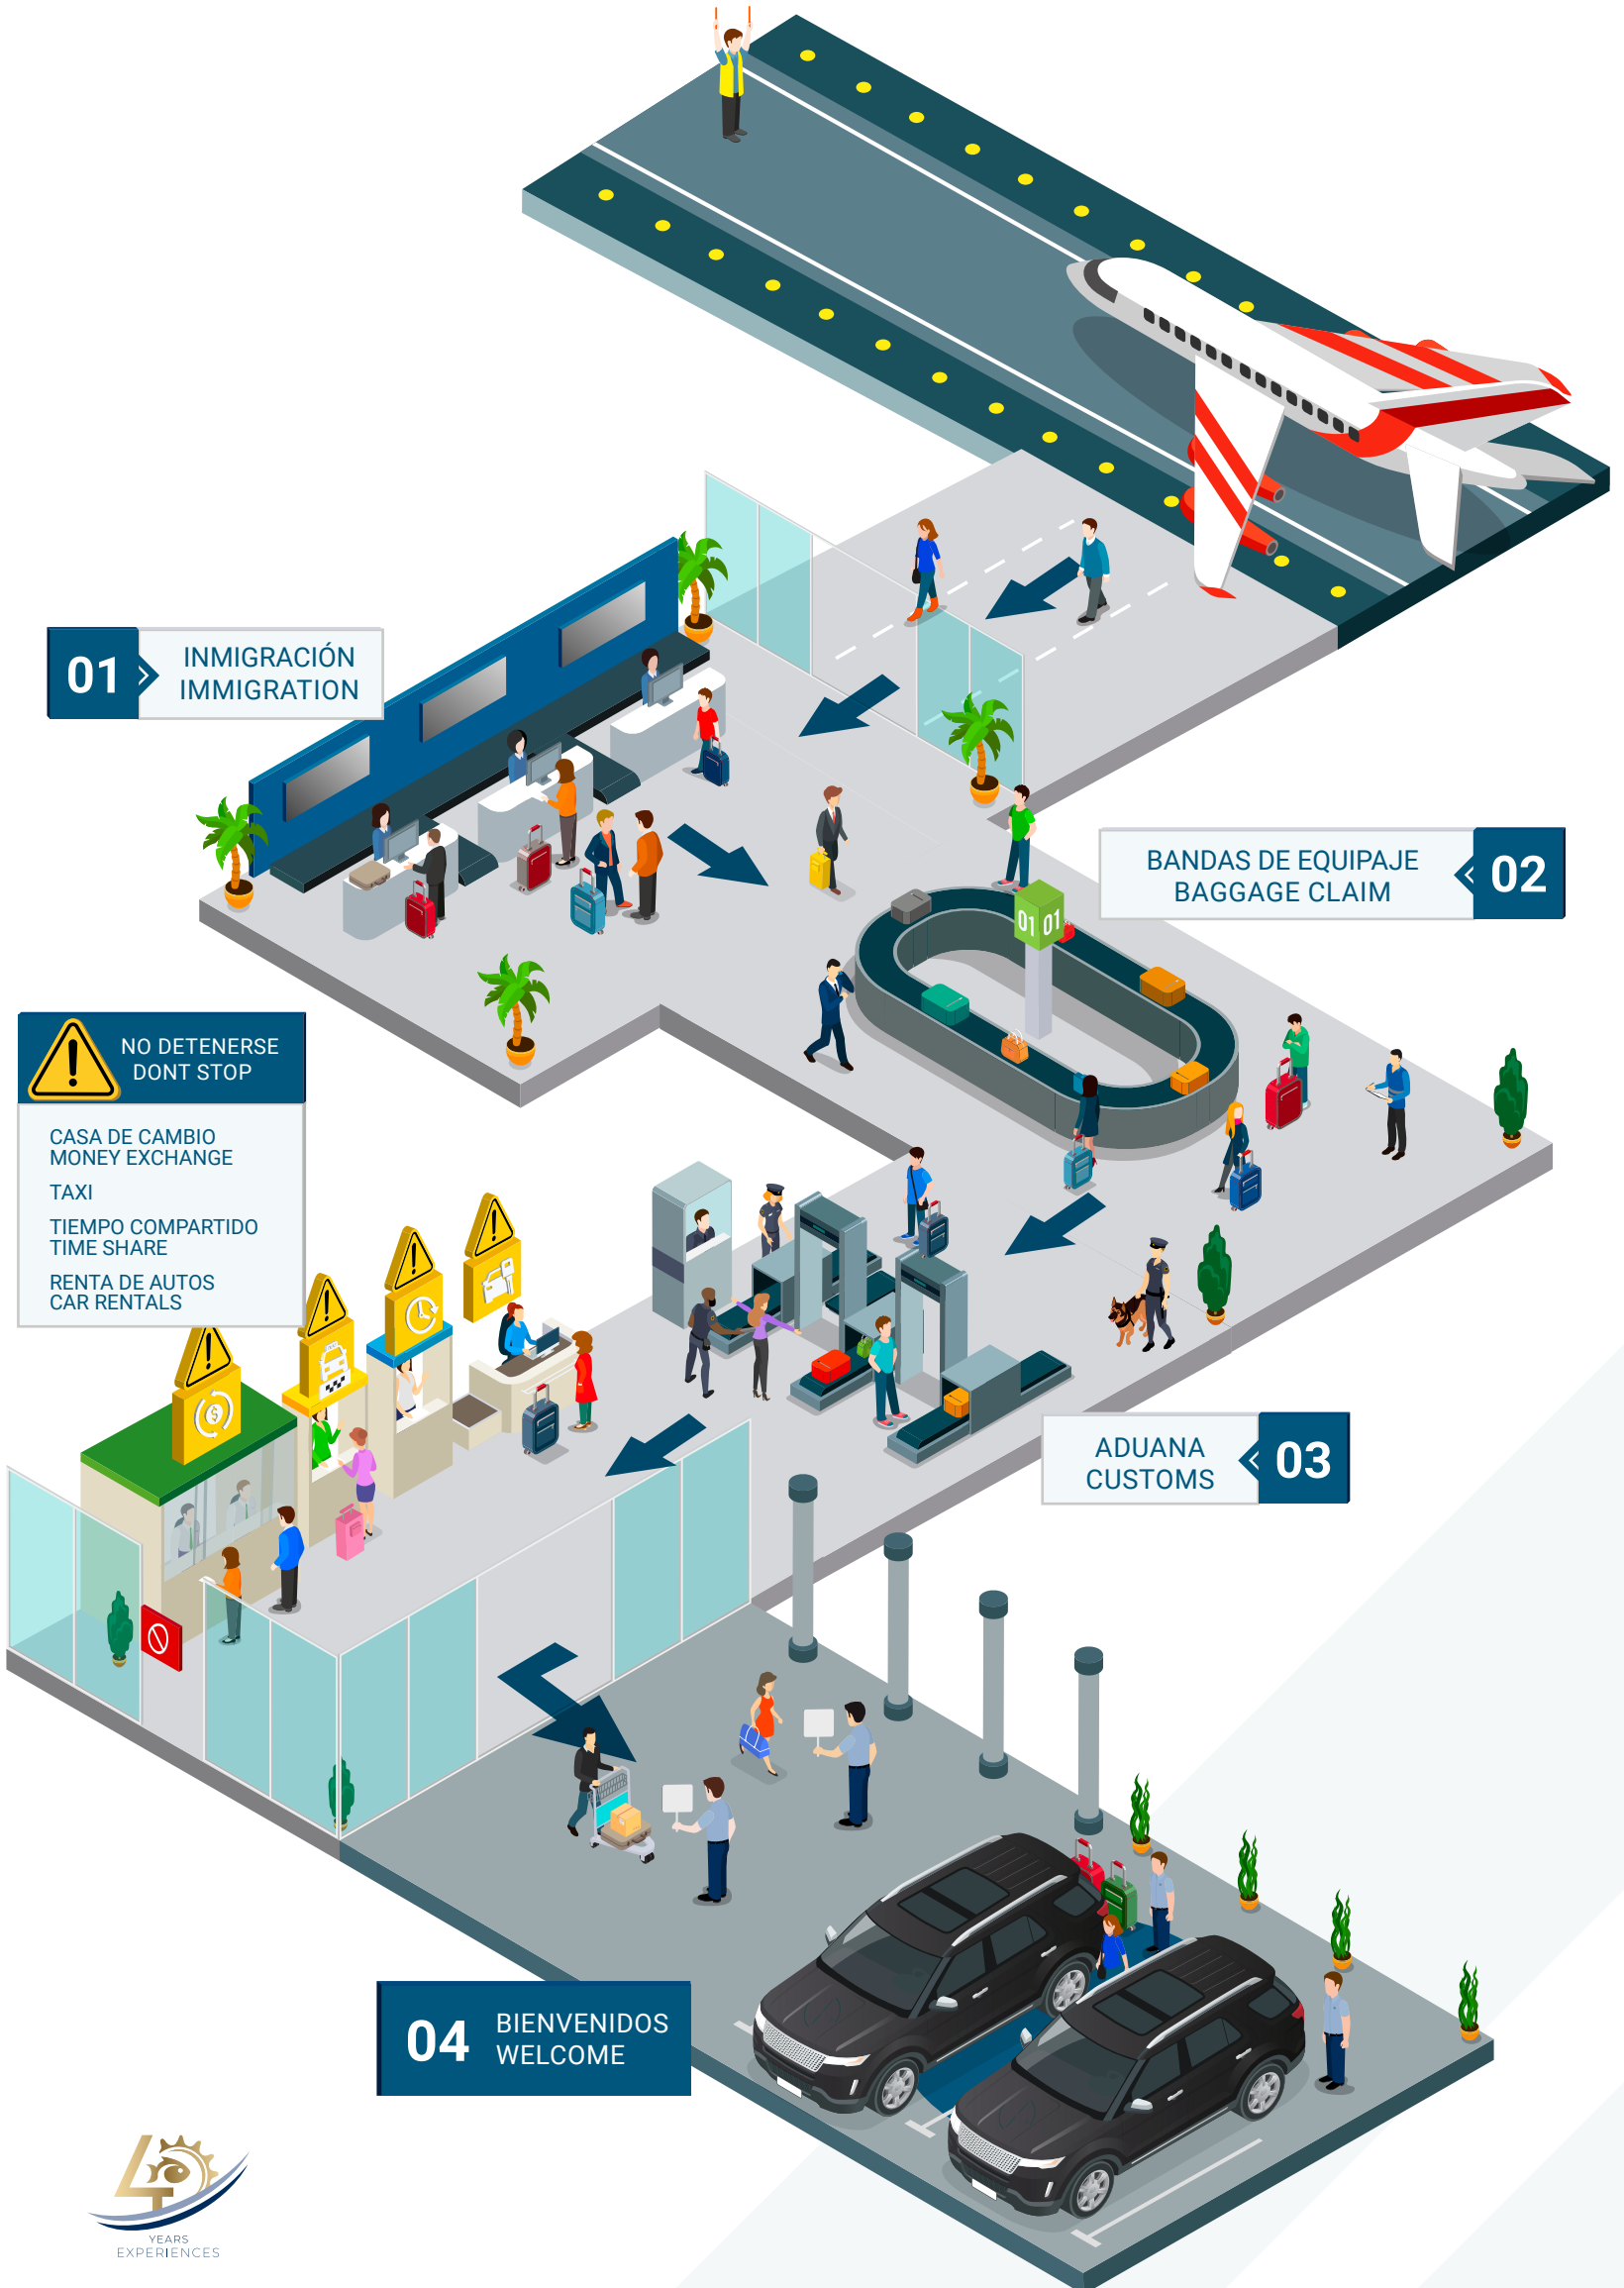 01
INMIGRACIÓN
IMMIGRATION
BANDAS DE EQUIPAJE
BAGGAGE CLAIM
02
01 01
NO DETENERSE
DONT STOP
CASA DE CAMBIO
MONEY EXCHANGE
TAXI
TIEMPO COMPARTIDO
TIME SHARE
RENTA DE AUTOS
CAR RENTALS
ADUANA
CUSTOMS
03
04
BIENVENIDOS
WELCOME
40
YEARS
EXPERIENCES